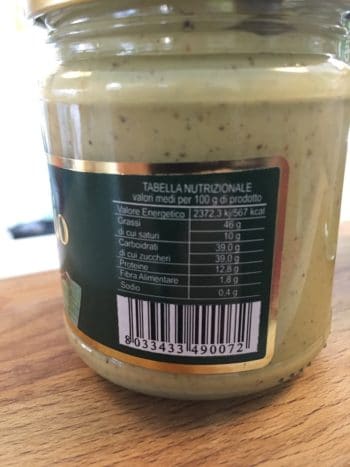 O
TABELLA NUTRIZIONALE
valori medi per 100 g di prodotto
Valore Energetico 2372.3 kj/567 kcal
Grassi 46 g
di cui saturi 10 g
Carboidrati 39,0 g
di cui zuccheri 39,0 g
Proteine 12,8 g
Fibra Alimentare 1,8 g
Sodio 0,4 g
8 033433 490072